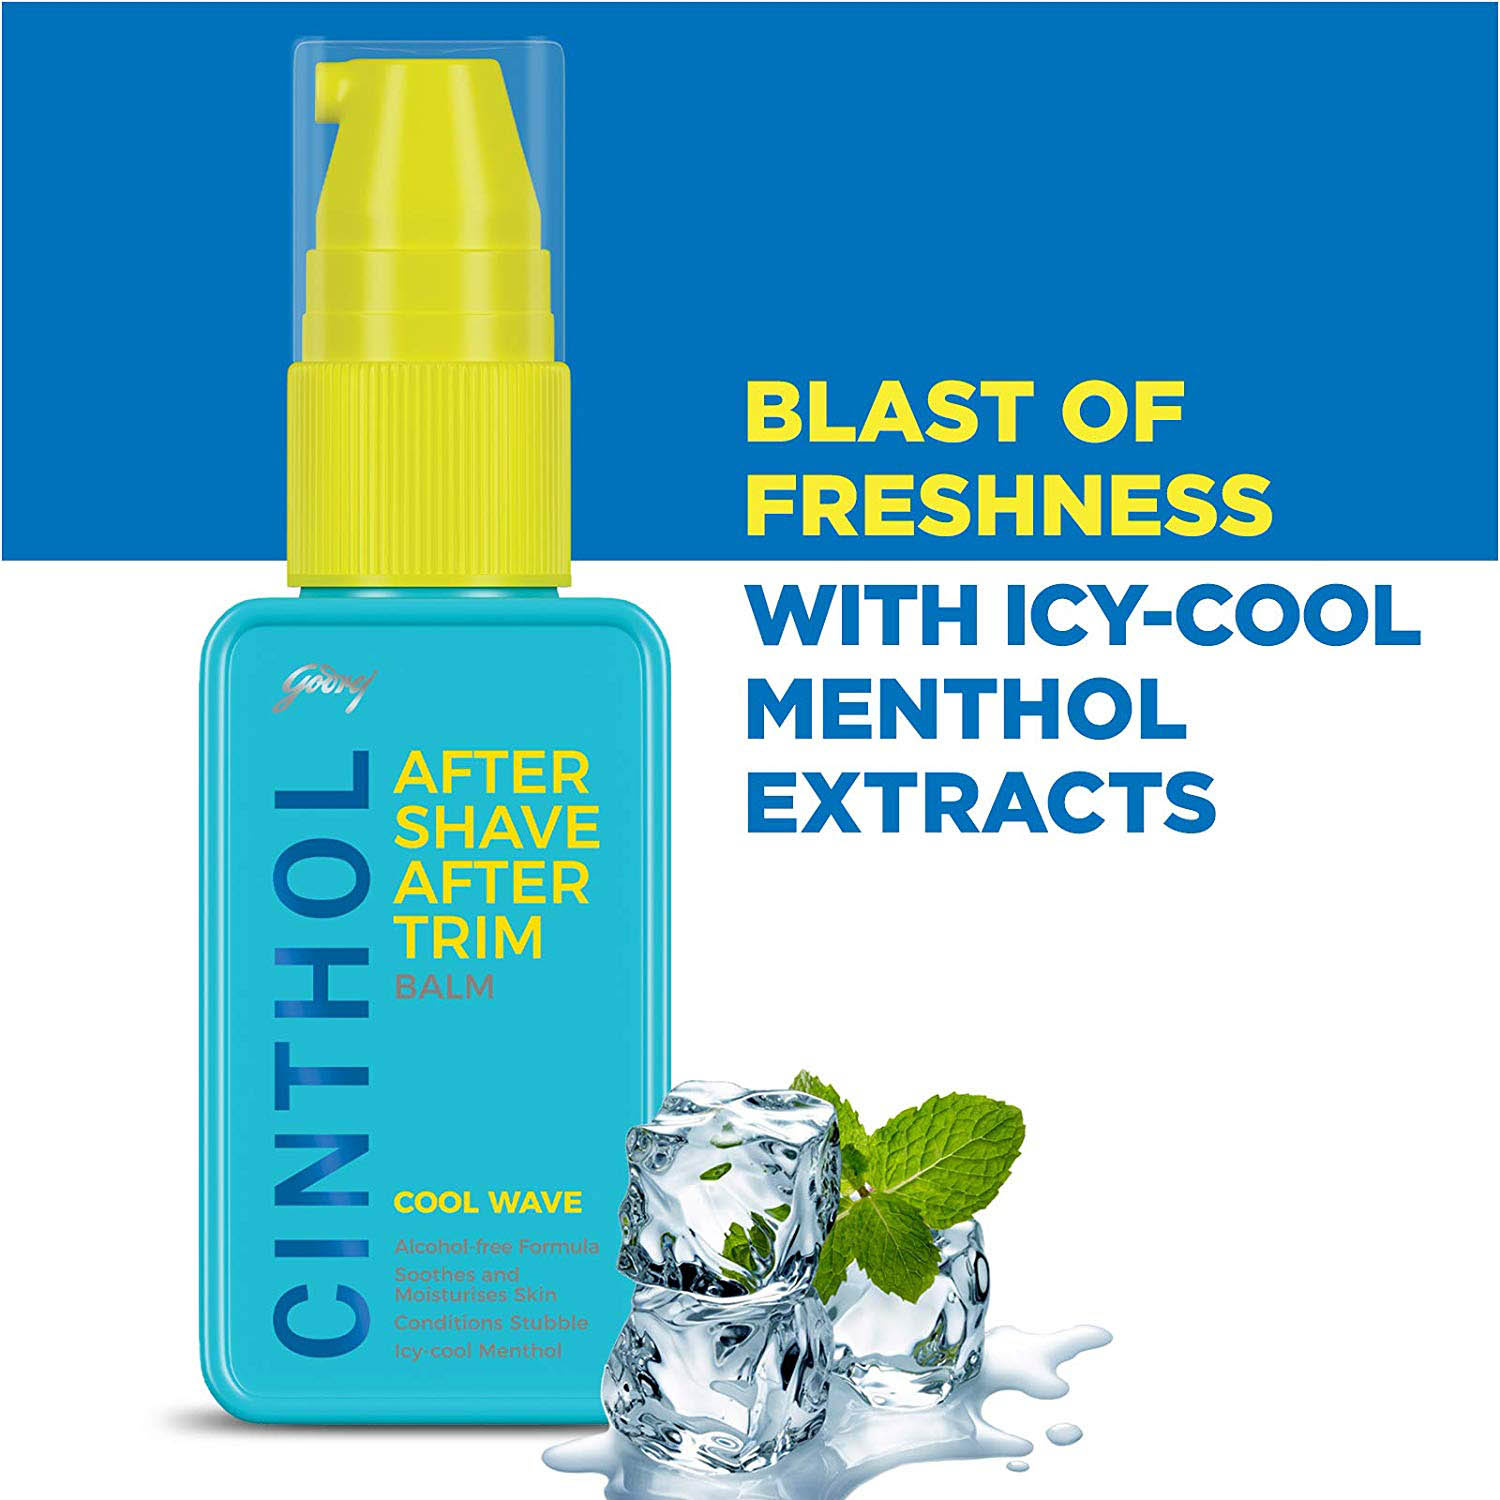 Godrej
CINTHOL
AFTER
SHAVE
AFTER
TRIM
BALM
COOL WAVE
Alcohol-free Formula
Soothes and
Moisturises Skin
Conditions Stubble
Icy-cool Menthol
BLAST OF
FRESHNESS
WITH ICY-COOL
MENTHOL
EXTRACTS